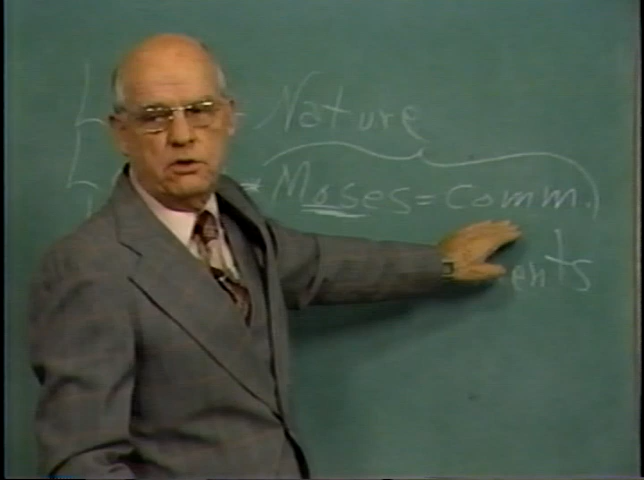 L - Nature
= Moses = comm.
ents